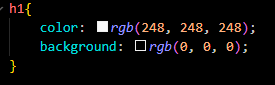 h1{
color: rgb(248, 248, 248);
background: rgb(0, 0, 0);
}